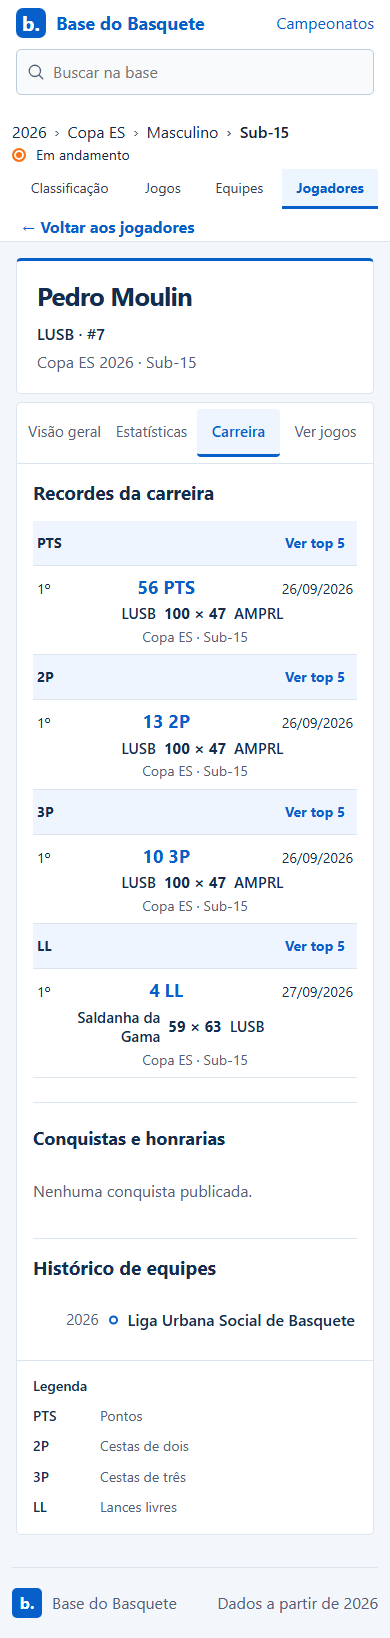 b. Base do Basquete Campeonatos
Buscar na base
2026 › Copa ES › Masculino › Sub-15
Em andamento
Classificação Jogos Equipes Jogadores
← Voltar aos jogadores
Pedro Moulin
LUSB · #7
Copa ES 2026 · Sub-15
Visão geral Estatísticas Carreira Ver jogos
Recordes da carreira
PTS Ver top 5
1º 56 PTS 26/09/2026
LUSB 100 × 47 AMPRL
Copa ES · Sub-15
2P Ver top 5
1º 13 2P 26/09/2026
LUSB 100 × 47 AMPRL
Copa ES · Sub-15
3P Ver top 5
1º 10 3P 26/09/2026
LUSB 100 × 47 AMPRL
Copa ES · Sub-15
LL Ver top 5
1º 4 LL 27/09/2026
Saldanha da
Gama 59 × 63 LUSB
Copa ES · Sub-15
Conquistas e honrarias
Nenhuma conquista publicada.
Histórico de equipes
2026 Liga Urbana Social de Basquete
Legenda
PTS Pontos
2P Cestas de dois
3P Cestas de três
LL Lances livres
b. Base do Basquete Dados a partir de 2026